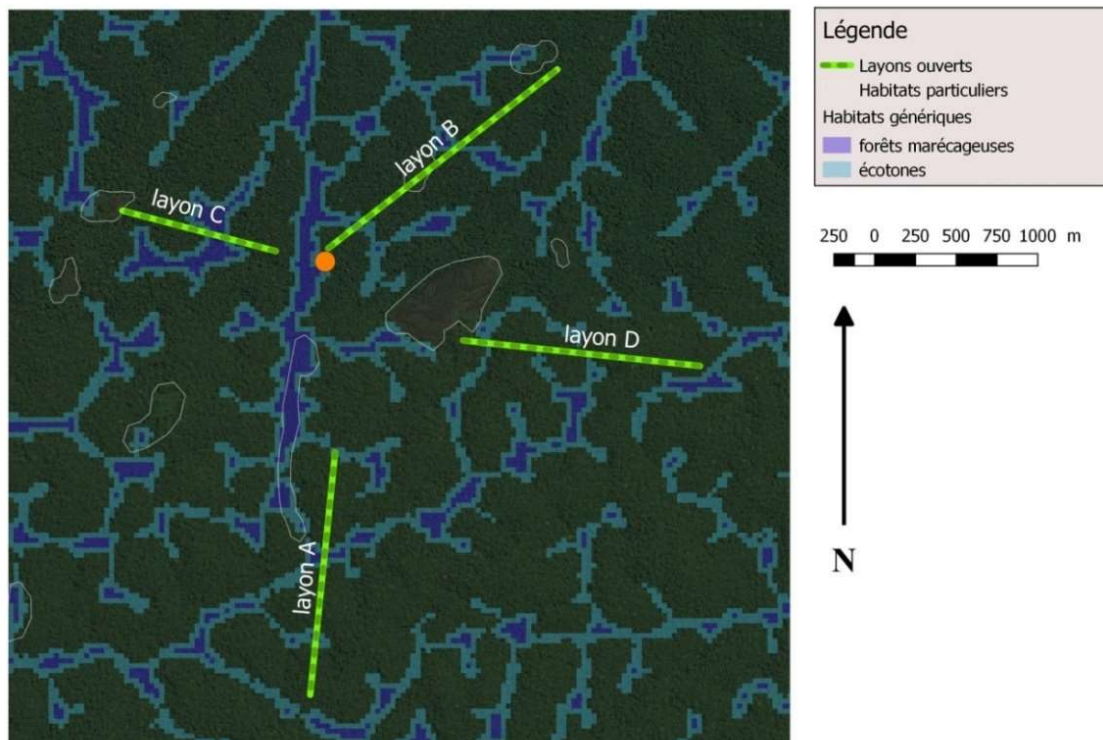 layon B
layon C
layon D
layon A
Légende
Layons ouverts
Habitats particuliers
Habitats génériques
forêts marécageuses
écotones
250 0 250 500 750 1000 m
N